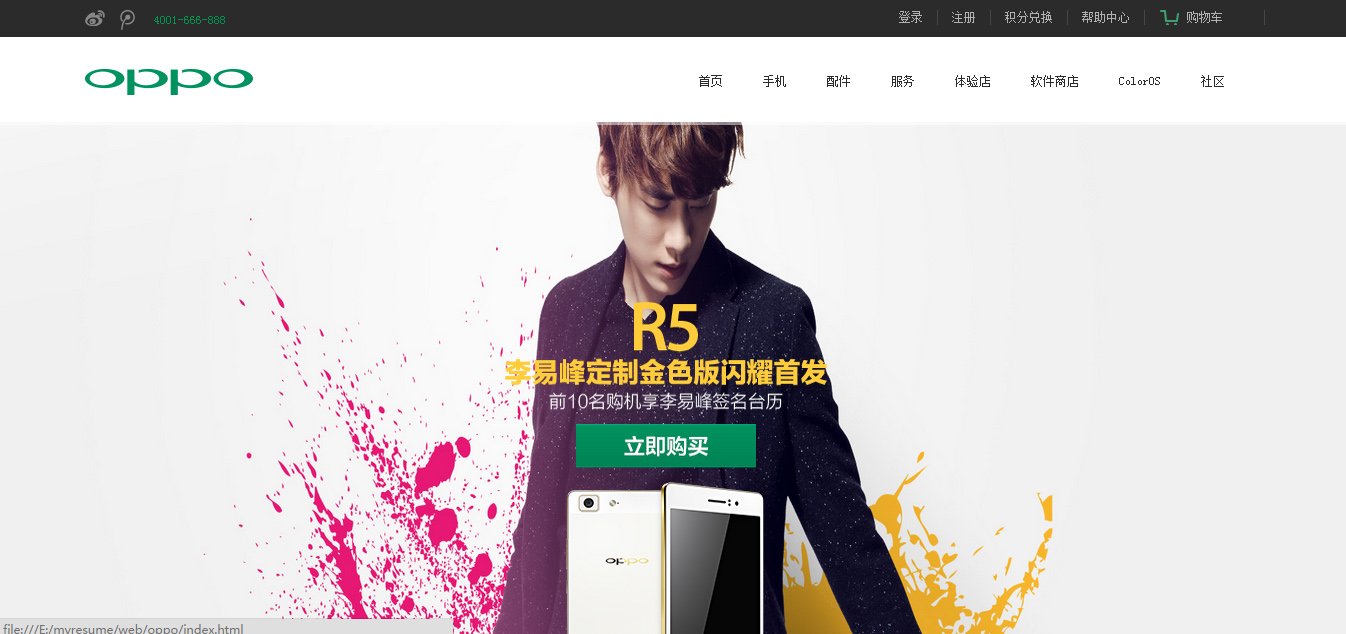 4001-666-888 登录 注册 积分兑换 帮助中心 购物车
oppo 首页 手机 配件 服务 体验店 软件商店 ColorOS 社区
R5
李易峰定制金色版闪耀首发
前10名购机享李易峰签名台历
立即购买
oppo
file:///E:/myresume/web/oppo/index.html